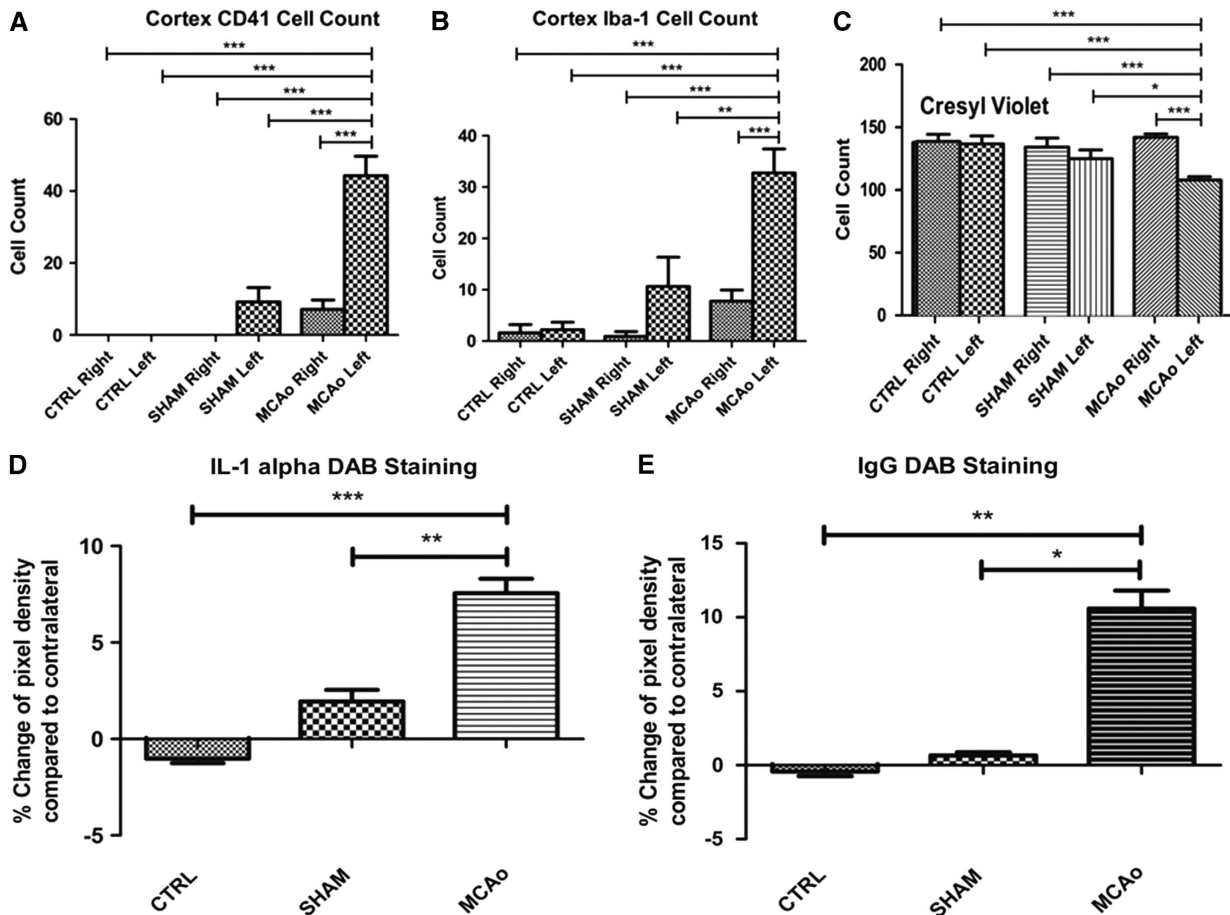 A
Cortex CD41 Cell Count
***
***
***
***
***
60
40
20
0
Cell Count
CTRL Right
CTRL Left
SHAM Right
SHAM Left
MCAo Right
MCAo Left
B
Cortex Iba-1 Cell Count
***
***
***
**
***
40
30
20
10
0
Cell Count
CTRL Right
CTRL Left
SHAM Right
SHAM Left
MCAo Right
MCAo Left
C
***
***
***
*
***
200
150
100
50
0
Cell Count
Cresyl Violet
CTRL Right
CTRL Left
SHAM Right
SHAM Left
MCAo Right
MCAo Left
D
IL-1 alpha DAB Staining
***
**
10
5
0
-5
% Change of pixel density
compared to contralateral
CTRL
SHAM
MCAo
E
IgG DAB Staining
**
*
15
10
5
0
-5
% Change of pixel density
compared to contralateral
CTRL
SHAM
MCAo